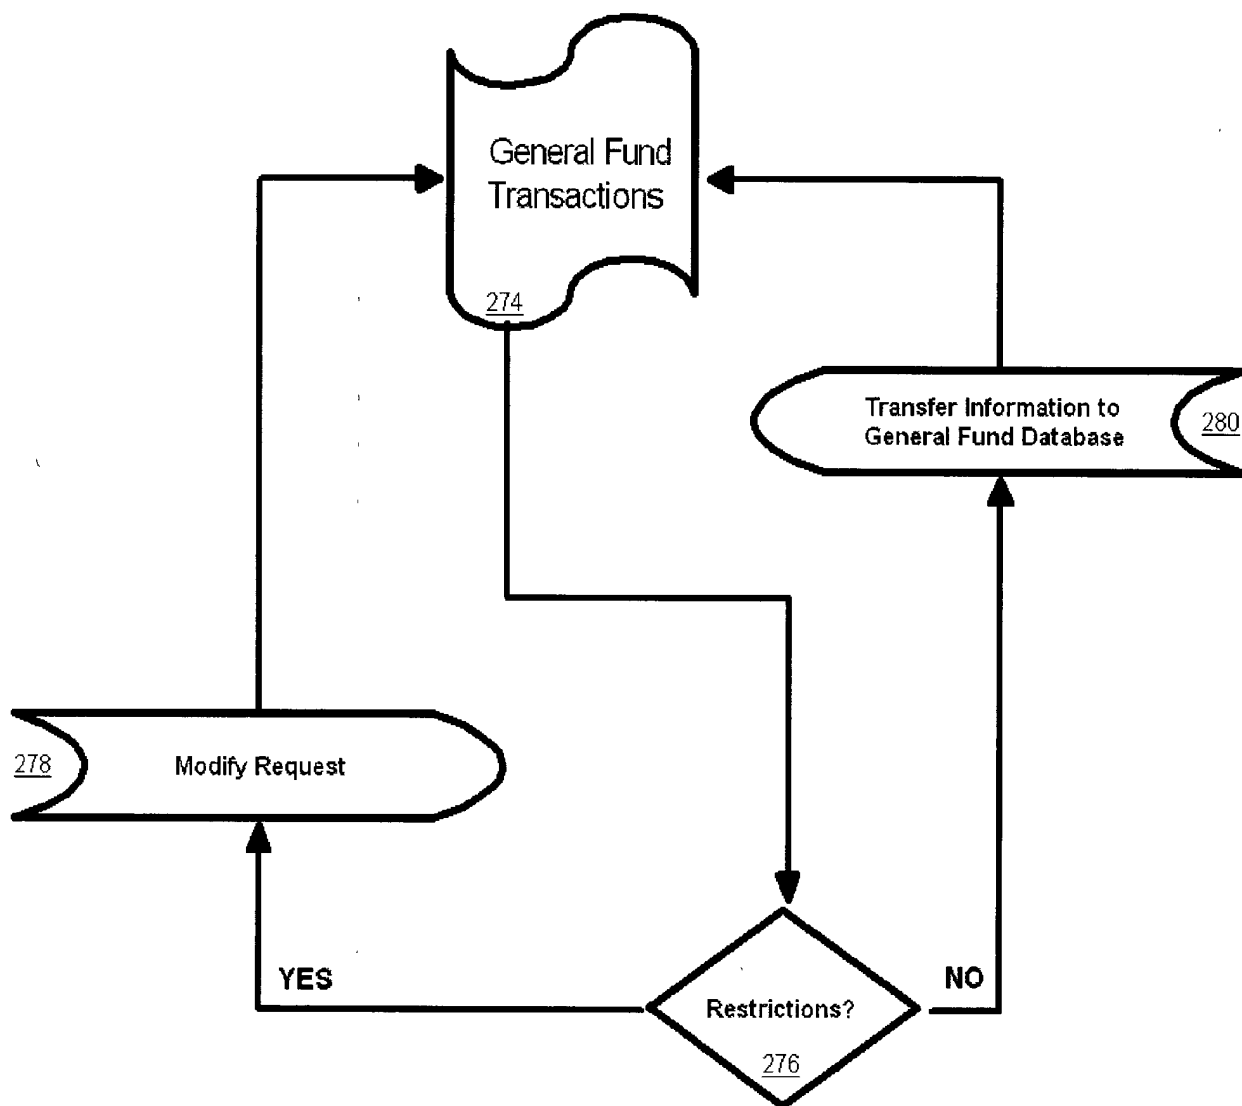 General Fund
Transactions
274
Transfer Information to
General Fund Database
280
278
Modify Request
YES
NO
Restrictions?
276